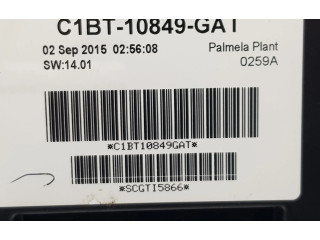 C1BT-10849-GAT
02 Sep 2015 02:56:08 Palmela Plant
SW:14.01 0259A
*C1BT10849GAT*
*SCGTI5866*